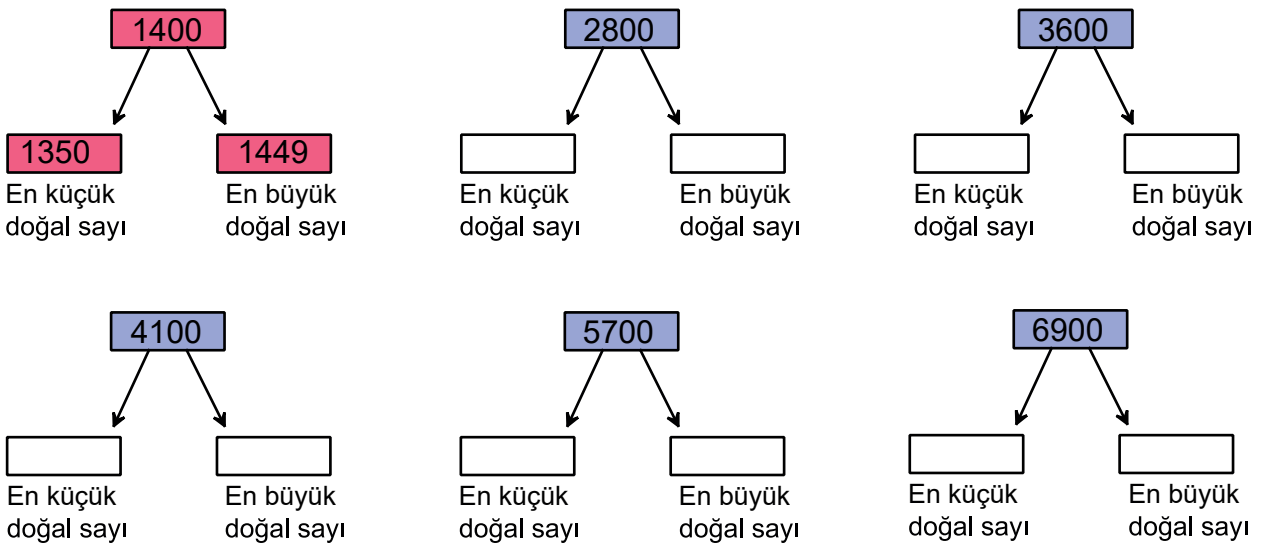 1400
2800
3600
1350
1449
En küçük
doğal sayı
En büyük
doğal sayı
En küçük
doğal sayı
En büyük
doğal sayı
En küçük
doğal sayı
En büyük
doğal sayı
4100
5700
6900
En küçük
doğal sayı
En büyük
doğal sayı
En küçük
doğal sayı
En büyük
doğal sayı
En küçük
doğal sayı
En büyük
doğal sayı